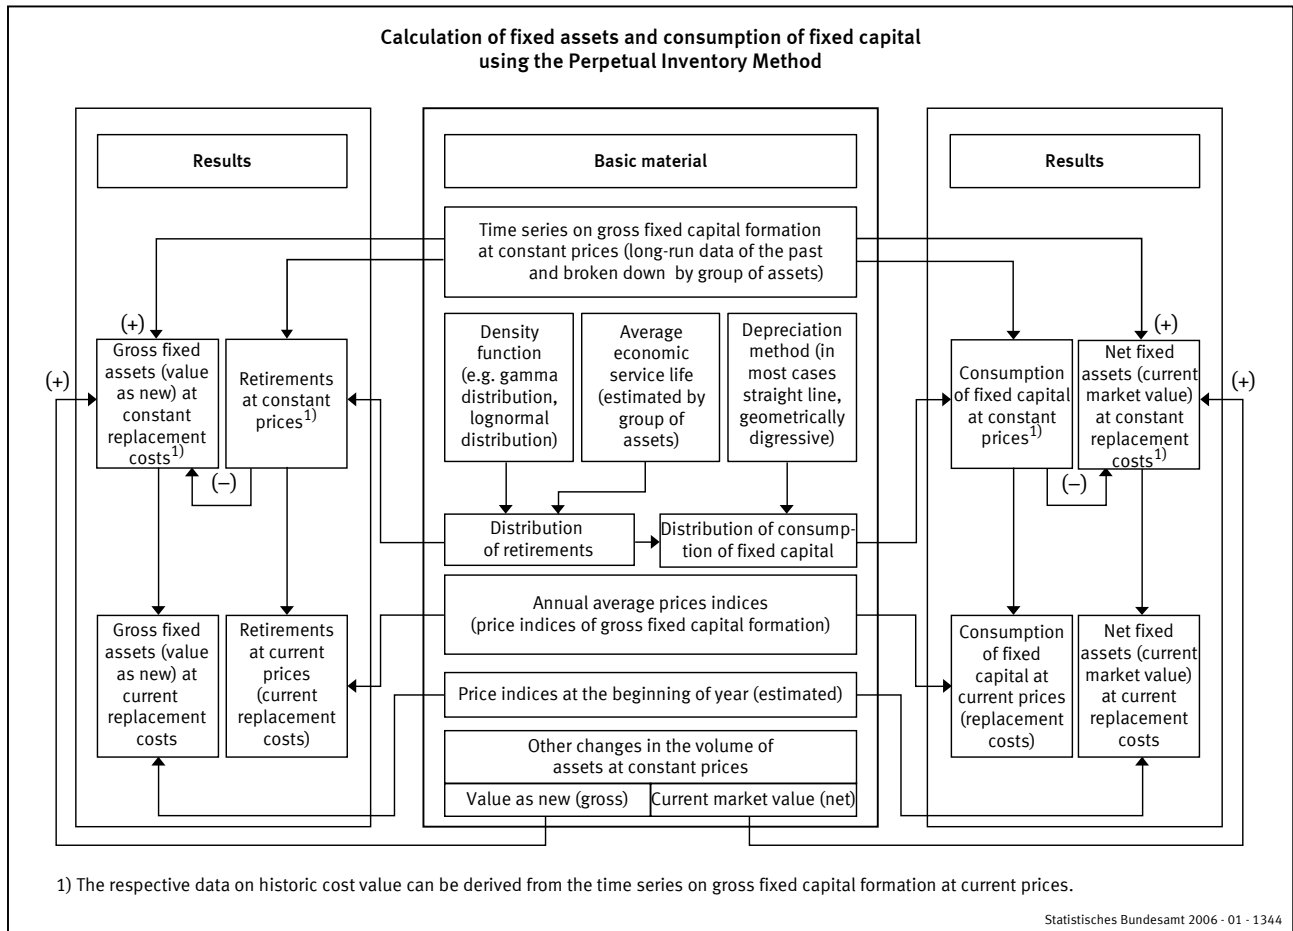 Calculation of fixed assets and consumption of fixed capital
using the Perpetual Inventory Method
Results
Basic material
Results
Time series on gross fixed capital formation
at constant prices (long-run data of the past
and broken down by group of assets)
(+)
(+)
(+)
(+)
Gross fixed
assets (value
as new) at
constant
replacement
costs1)
Retirements
at constant
prices1)
Density
function
(e.g. gamma
distribution,
lognormal
distribution)
Average
economic
service life
(estimated by
group of
assets)
Depreciation
method (in
most cases
straight line,
geometrically
digressive)
Consumption
of fixed capital
at constant
prices1)
Net fixed
assets (current
market value)
at constant
replacement
costs1)
(–)
(–)
Distribution
of retirements
Distribution of consump-
tion of fixed capital
Annual average prices indices
(price indices of gross fixed capital formation)
Gross fixed
assets (value
as new) at
current
replacement
costs
Retirements
at current
prices
(current
replacement
costs)
Consumption
of fixed
capital at
current prices
(replacement
costs)
Net fixed
assets (current
market value)
at current
replacement
costs
Price indices at the beginning of year (estimated)
Other changes in the volume of
assets at constant prices
Value as new (gross)
Current market value (net)
1) The respective data on historic cost value can be derived from the time series on gross fixed capital formation at current prices.
Statistisches Bundesamt 2006 - 01 - 1344